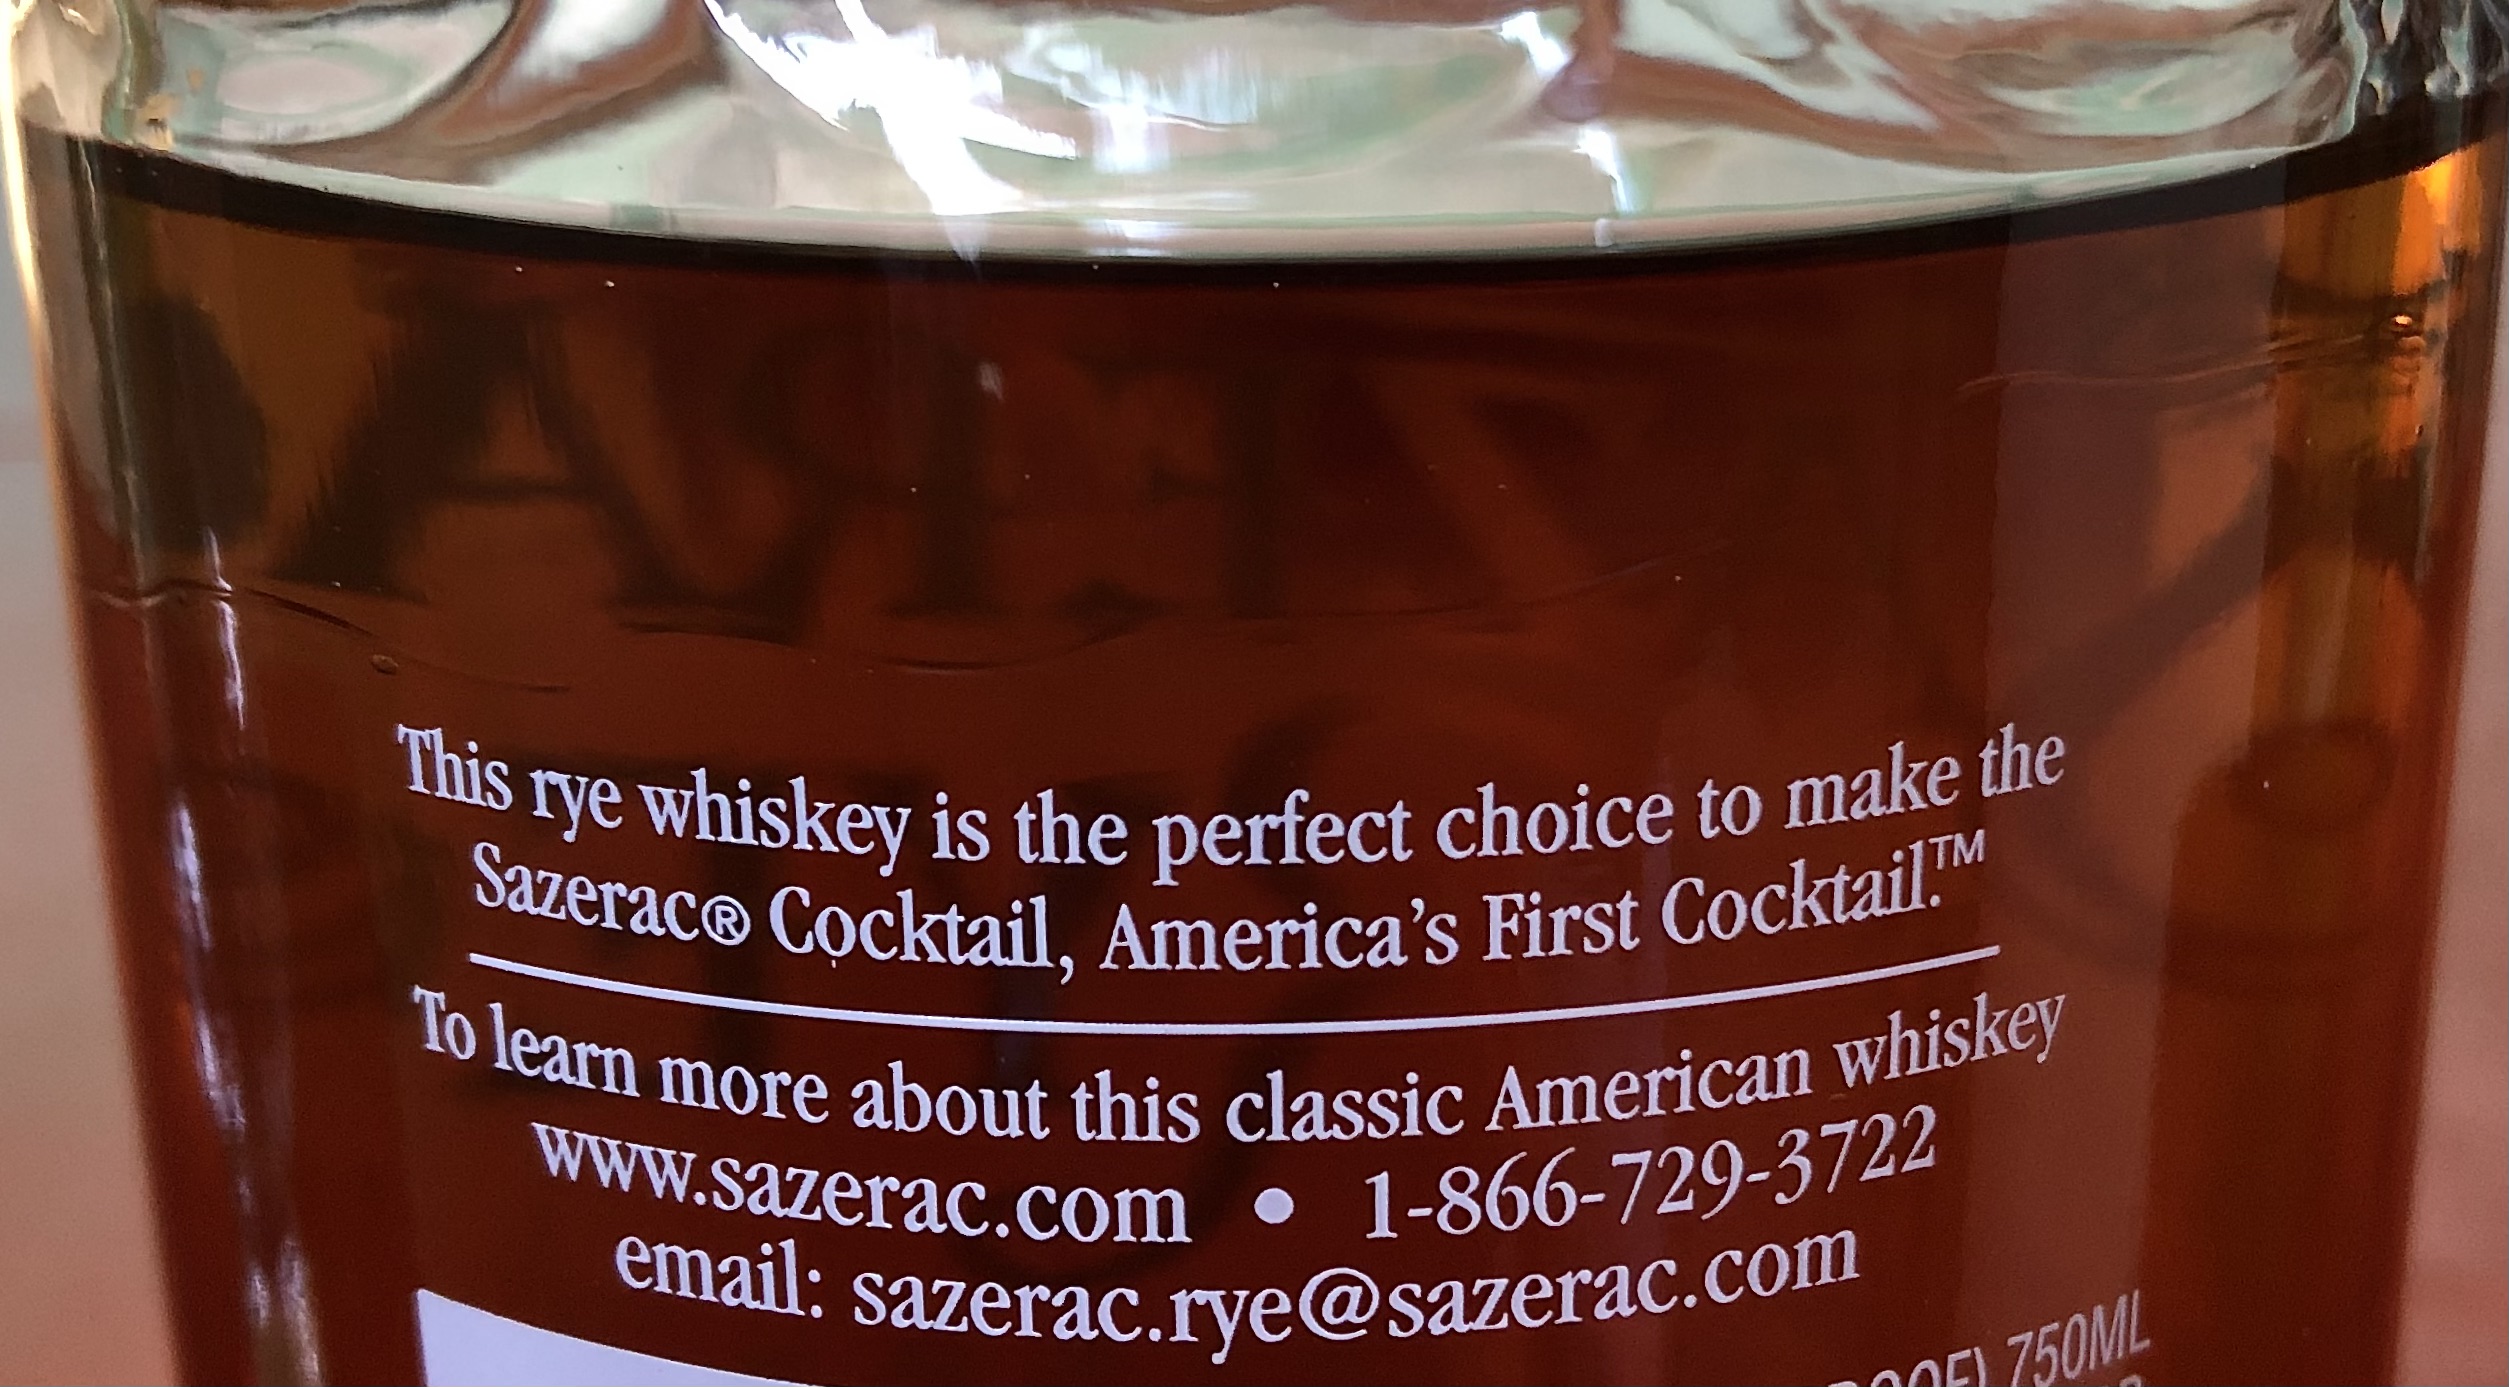 This rye whiskey is the perfect choice to make the
Sazerac® Cocktail, America's First Cocktail.™
To learn more about this classic American whiskey
www.sazerac.com • 1-866-729-3722
email: sazerac.rye@sazerac.com
750ML